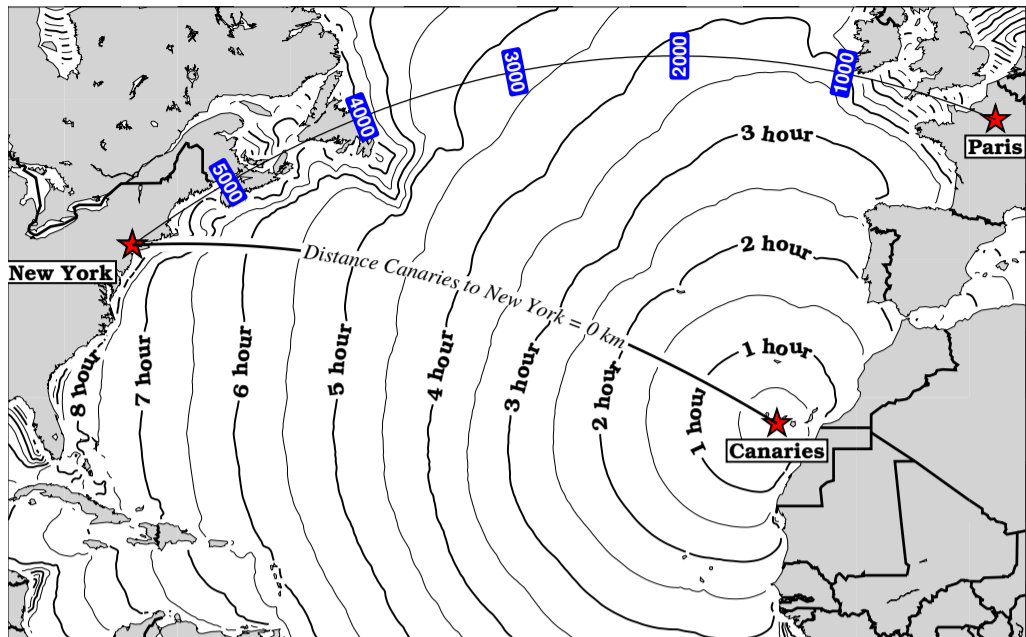 2000
3000
1000
4000
Paris
3 hour
5000
2 hour
New York
Distance Canaries to New York = 0 km
1 hour
8 hour
7 hour
6 hour
5 hour
4 hour
3 hour
2 hour
1 hour
Canaries